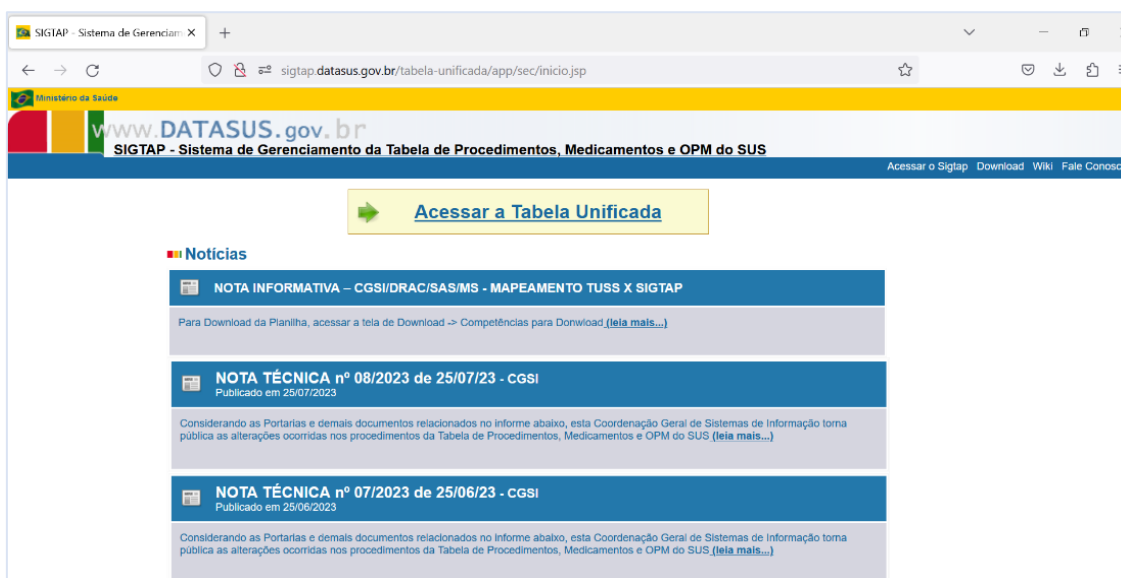 SIGTAP - Sistema de Gerenciam
sigtap.datasus.gov.br/tabela-unificada/app/sec/inicio.jsp
Ministério da Saúde
www.DATASUS.gov.br
SIGTAP - Sistema de Gerenciamento da Tabela de Procedimentos, Medicamentos e OPM do SUS
Acessar o Sigtap Download Wiki Fale Conosc
Acessar a Tabela Unificada
Notícias
NOTA INFORMATIVA – CGSI/DRAC/SAS/MS - MAPEAMENTO TUSS X SIGTAP
Para Download da Planilha, acessar a tela de Download -> Competências para Donwload (leia mais...)
NOTA TÉCNICA nº 08/2023 de 25/07/23 - CGSI
Publicado em 25/07/2023
Considerando as Portarias e demais documentos relacionados no informe abaixo, esta Coordenação Geral de Sistemas de Informação torna
pública as alterações ocorridas nos procedimentos da Tabela de Procedimentos, Medicamentos e OPM do SUS (leia mais...)
NOTA TÉCNICA nº 07/2023 de 25/06/23 - CGSI
Publicado em 25/06/2023
Considerando as Portarias e demais documentos relacionados no informe abaixo, esta Coordenação Geral de Sistemas de Informação torna
pública as alterações ocorridas nos procedimentos da Tabela de Procedimentos, Medicamentos e OPM do SUS (leia mais...)